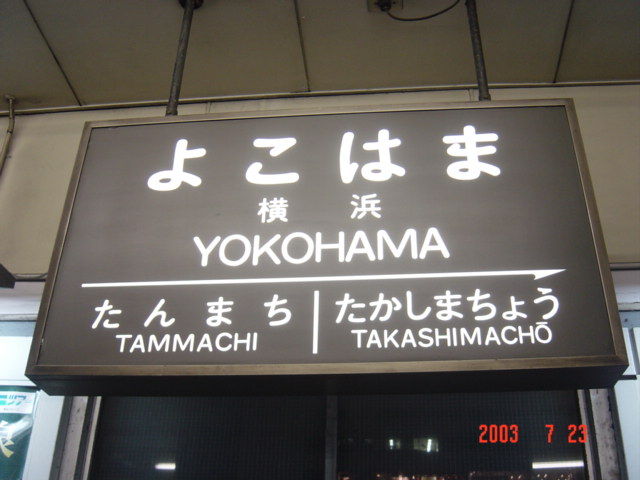 よこはま
横浜
YOKOHAMA
たんまち たかしまちょう
TAMMACHI TAKASHIMACHŌ
2003 7 23